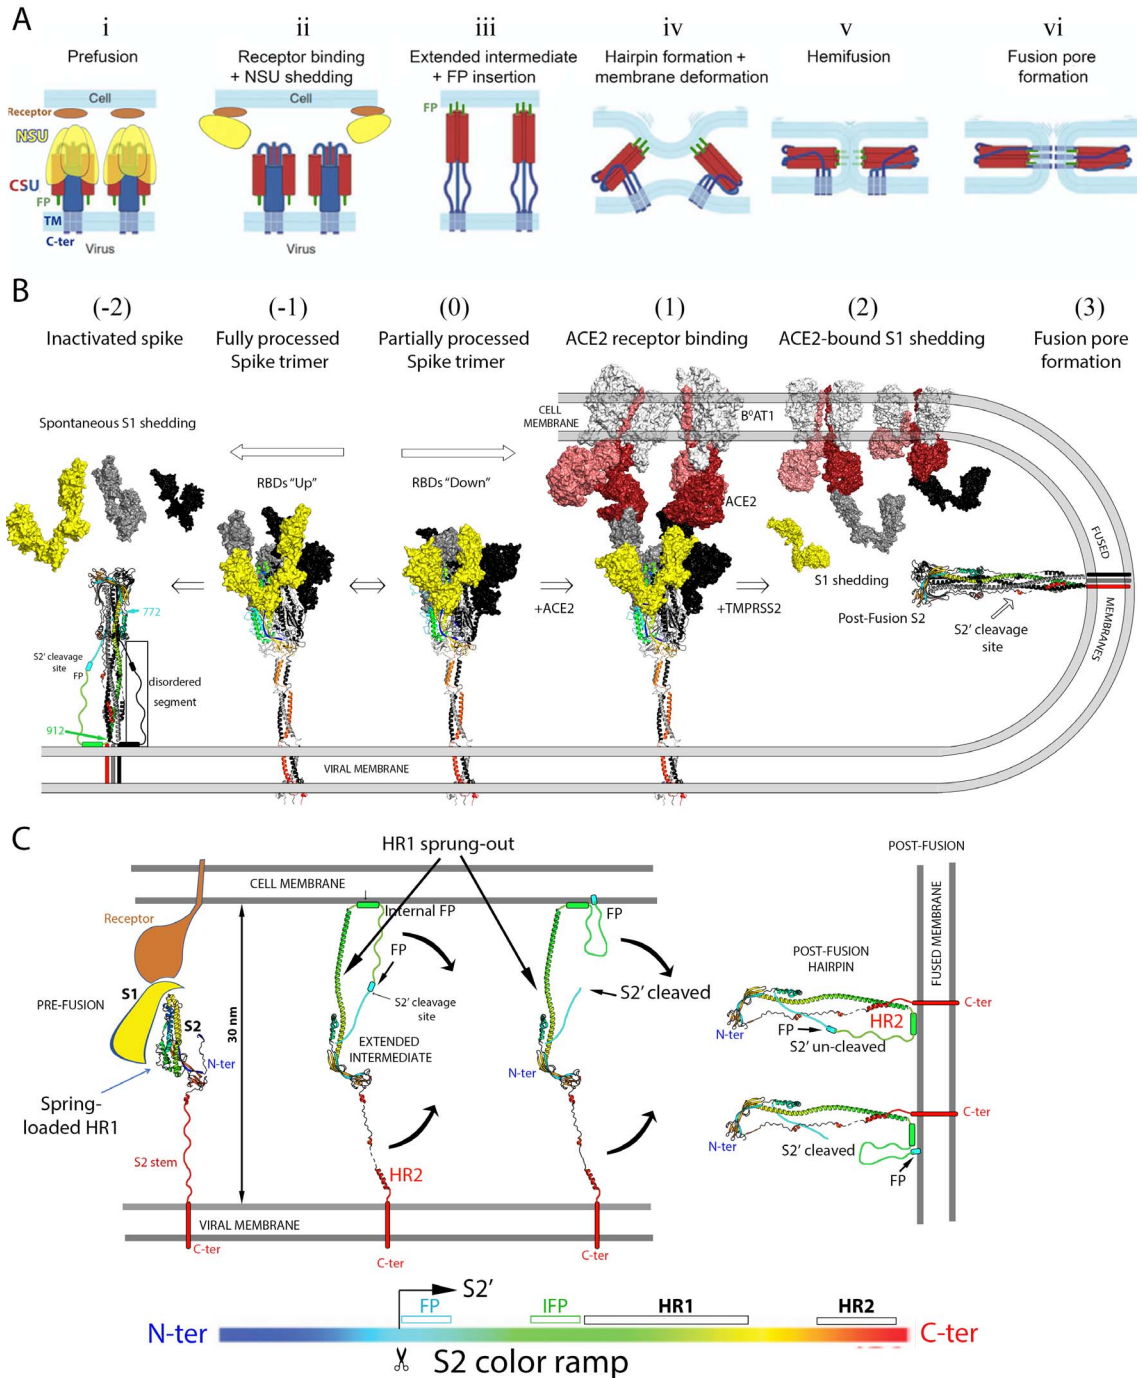 A
i
ii
iii
iv
v
vi
Prefusion
Receptor binding
+ NSU shedding
Extended intermediate
+ FP insertion
Hairpin formation +
membrane deformation
Hemifusion
Fusion pore
formation
Cell
Receptor
NSU
CSU
FP
TM
C-ter
Virus
Cell
Virus
FP
B
(-2)
(-1)
(0)
(1)
(2)
(3)
Inactivated spike
Fully processed
Spike trimer
Partially processed
Spike trimer
ACE2 receptor binding
ACE2-bound S1 shedding
Fusion pore
formation
Spontaneous S1 shedding
RBDs "Up"
RBDs "Down"
CELL
MEMBRANE
B⁰AT1
ACE2
S1 shedding
+ACE2
+TMPRSS2
Post-Fusion S2
S2' cleavage
site
FUSED
MEMBRANES
772
S2' cleavage
site
FP
disordered
segment
912
VIRAL MEMBRANE
C
HR1 sprung-out
POST-FUSION
CELL MEMBRANE
Receptor
Internal FP
FP
FP
FUSED MEMBRANE
PRE-FUSION
S1
S2
30 nm
S2' cleavage
site
S2' cleaved
POST-FUSION
HAIRPIN
C-ter
HR2
N-ter
FP
S2' un-cleaved
N-ter
EXTENDED
INTERMEDIATE
N-ter
Spring-
loaded HR1
S2 stem
HR2
C-ter
N-ter
S2' cleaved
FP
VIRAL MEMBRANE
C-ter
C-ter
C-ter
S2'
FP
IFP
HR1
HR2
N-ter
C-ter
S2 color ramp